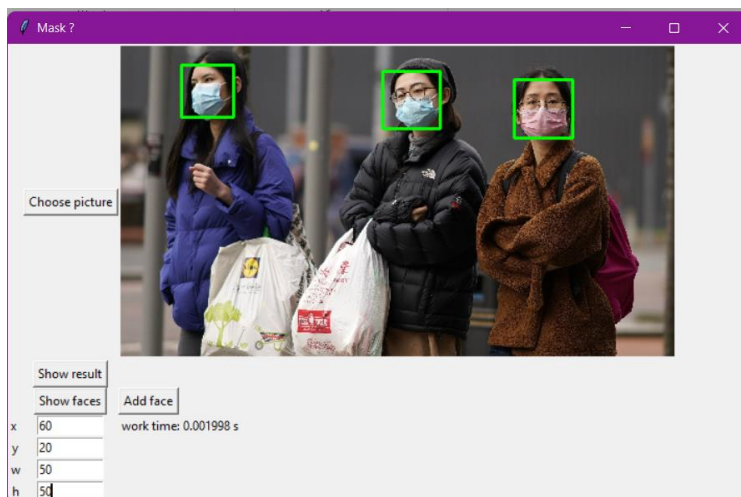 Mask ?
Choose picture
Show result
Show faces
Add face
x 60 work time: 0.001998 s
y 20
w 50
h 50